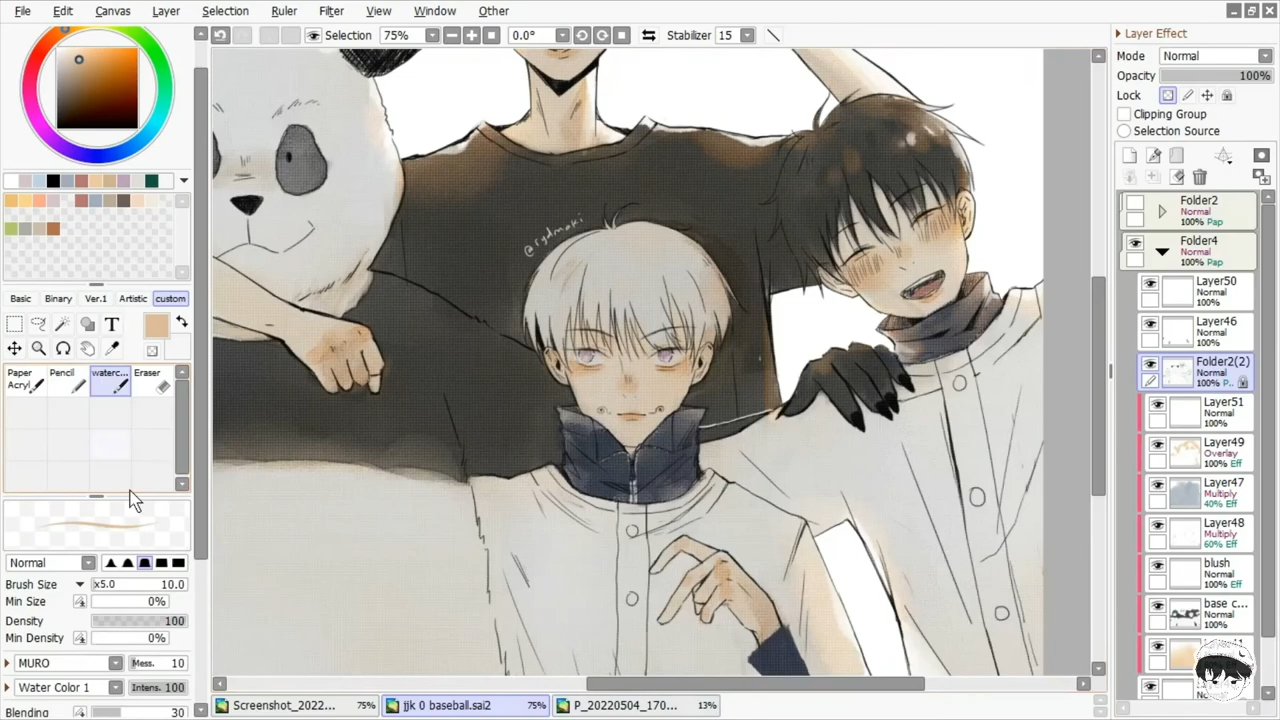 File Edit Canvas Layer Selection Ruler Filter View Window Other
Selection 75% 0.0° Stabilizer 15
Basic Binary Ver.1 Artistic custom
T
Paper Acryl Pencil waterc... Eraser
Normal
Brush Size x5.0 10.0
Min Size 0%
Density 100
Min Density 0%
MURO Mess. 10
Water Color 1 Intens. 100
Blending 30
@rydmaki
Screenshot_2022... 75% jjk 0 baseball.sai2 75% P_20220504_170... 13%
Layer Effect
Mode Normal
Opacity 100%
Lock
Clipping Group
Selection Source
Folder2
Normal
100% Pap
Folder4
Normal
100% Pap
Layer50
Normal
100%
Layer46
Normal
100%
Folder2(2)
Normal
100% P..
Layer51
Normal
100%
Layer49
Overlay
100% Eff
Layer47
Multiply
40% Eff
Layer48
Multiply
60% Eff
blush
Normal
100% Eff
base c...
Normal
100%